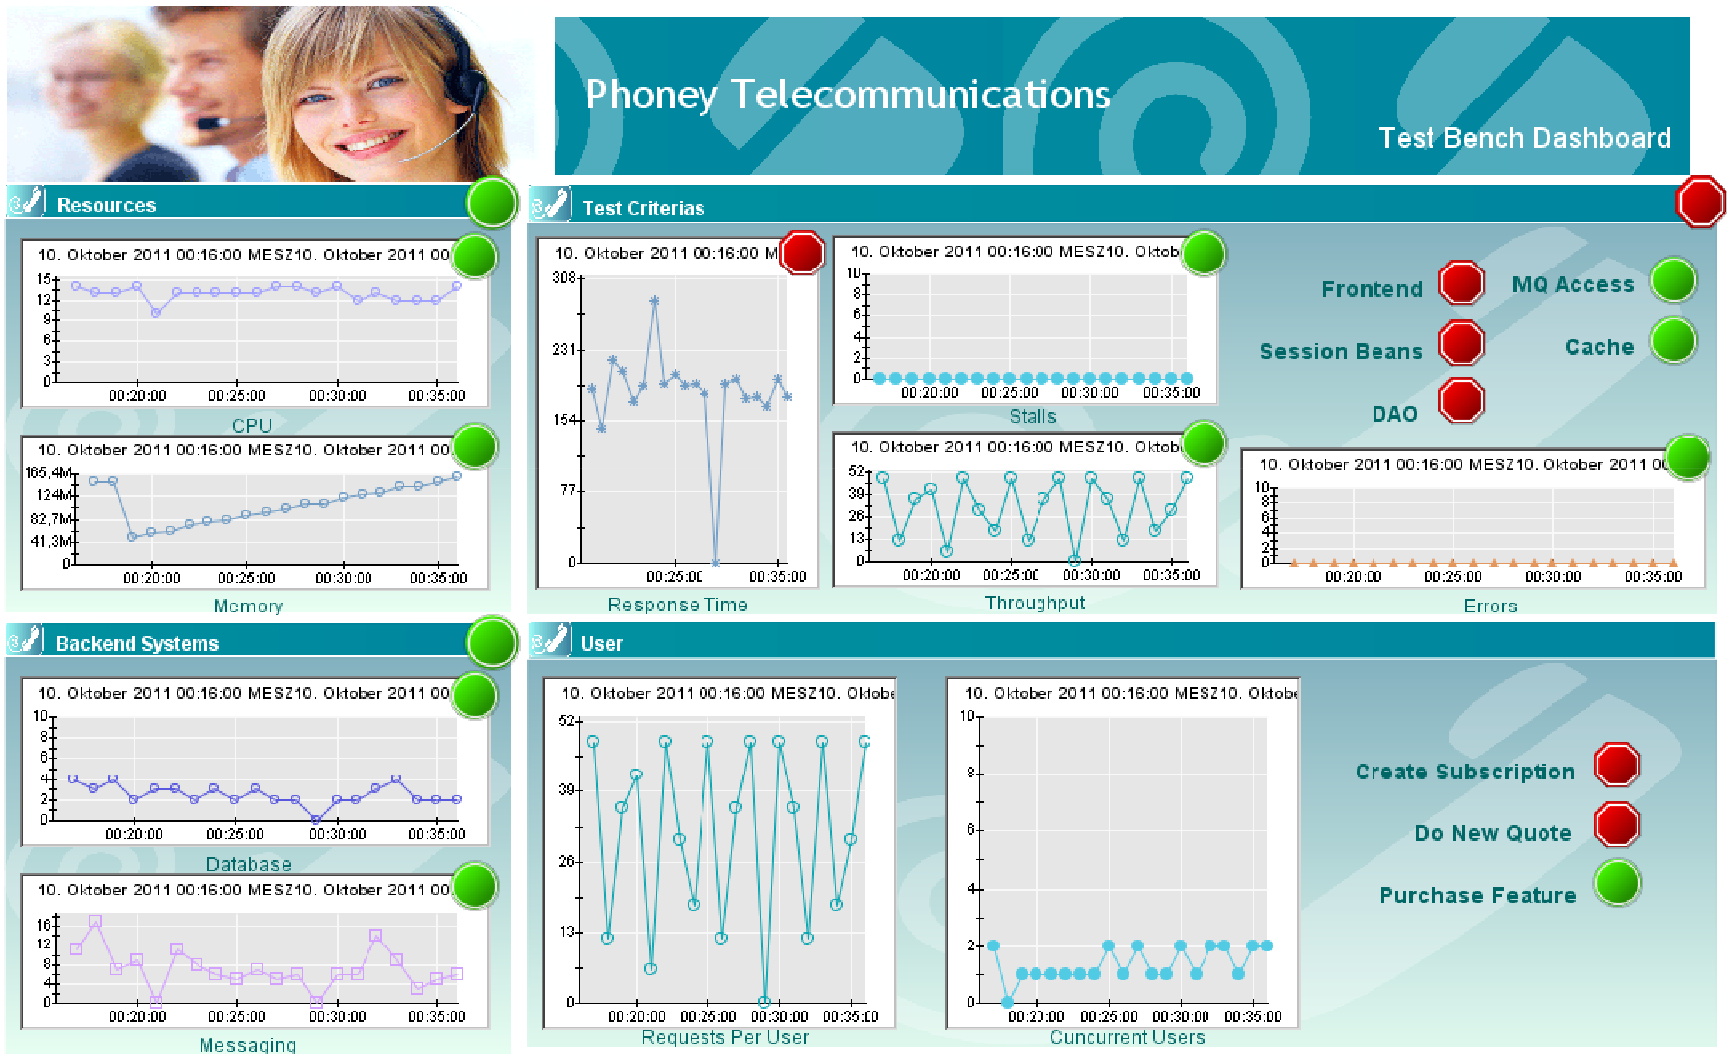 Phoney Telecommunications
Test Bench Dashboard
Resources
10. Oktober 2011 00:16:00 MESZ10. Oktober 2011 00
15
12
9
6
3
0
00:20:00 00:25:00 00:30:00 00:35:00
CPU
10. Oktober 2011 00:16:00 MESZ10. Oktober 2011 00
165,4M
124M
82,7M
41,3M
0
00:20:00 00:25:00 00:30:00 00:35:00
Memory
Test Criterias
10. Oktober 2011 00:16:00 M
308
231
154
77
0
00:25:00 00:35:00
Response Time
10. Oktober 2011 00:16:00 MESZ10. Oktob
10
8
6
4
2
0
00:20:00 00:25:00 00:30:00 00:35:00
Stalls
10. Oktober 2011 00:16:00 MESZ10. Oktob
52
39
26
13
0
00:20:00 00:25:00 00:30:00 00:35:00
Throughput
Frontend
MQ Access
Session Beans
Cache
DAO
10. Oktober 2011 00:16:00 MESZ10. Oktober 2011 00
10
8
6
4
2
0
00:20:00 00:25:00 00:30:00 00:35:00
Errors
Backend Systems
10. Oktober 2011 00:16:00 MESZ10. Oktober 2011 00
10
8
6
4
2
0
00:20:00 00:25:00 00:30:00 00:35:00
Database
10. Oktober 2011 00:16:00 MESZ10. Oktober 2011 00
16
12
8
4
0
00:20:00 00:25:00 00:30:00 00:35:00
Messaging
User
10. Oktober 2011 00:16:00 MESZ10. Oktobe
52
39
26
13
0
00:20:00 00:25:00 00:30:00 00:35:00
Requests Per User
10. Oktober 2011 00:16:00 MESZ10. Oktobe
10
8
6
4
2
0
00:20:00 00:25:00 00:30:00 00:35:00
Cuncurrent Users
Create Subscription
Do New Quote
Purchase Feature